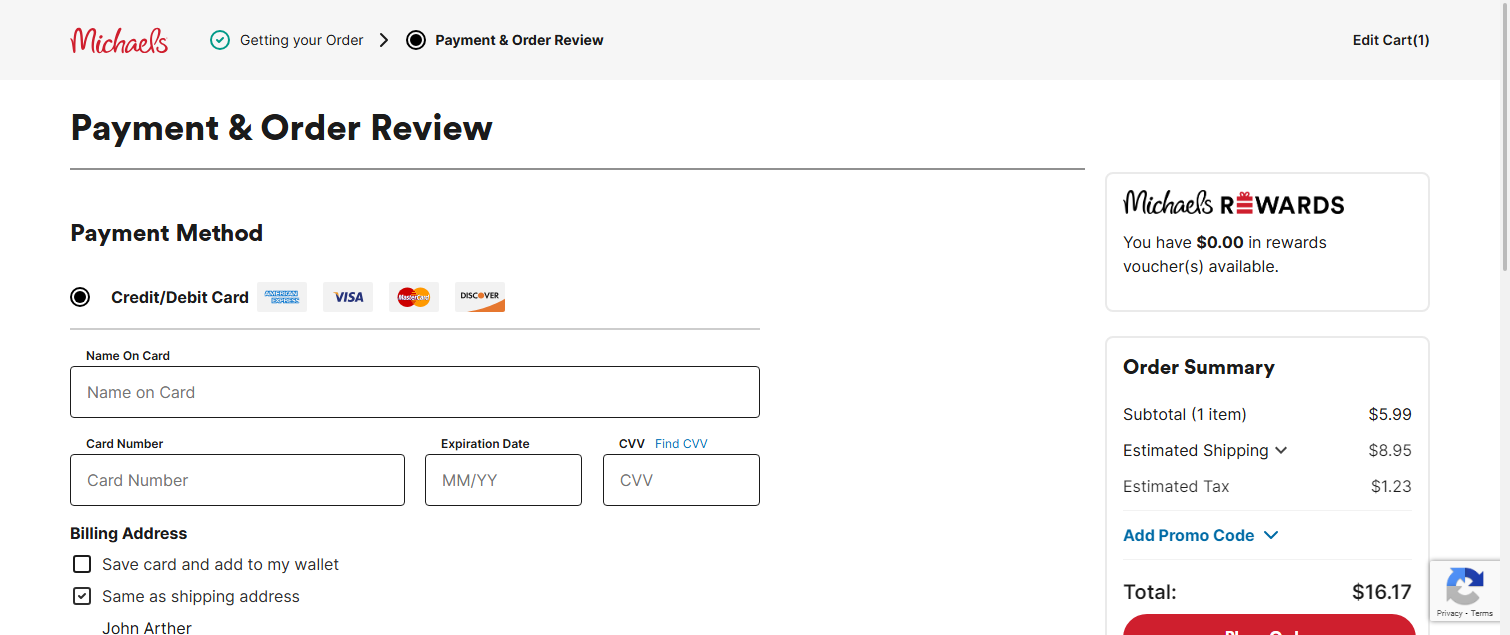 Michaels Getting your Order Payment & Order Review Edit Cart(1)
Payment & Order Review
Payment Method
Credit/Debit Card AMERICAN EXPRESS VISA MasterCard DISCOVER
Name On Card
Name on Card
Card Number Expiration Date CVV Find CVV
Card Number MM/YY CVV
Billing Address
Save card and add to my wallet
Same as shipping address
John Arther
Michaels REWARDS
You have $0.00 in rewards
voucher(s) available.
Order Summary
Subtotal (1 item) $5.99
Estimated Shipping $8.95
Estimated Tax $1.23
Add Promo Code
Total: $16.17
Privacy - Terms